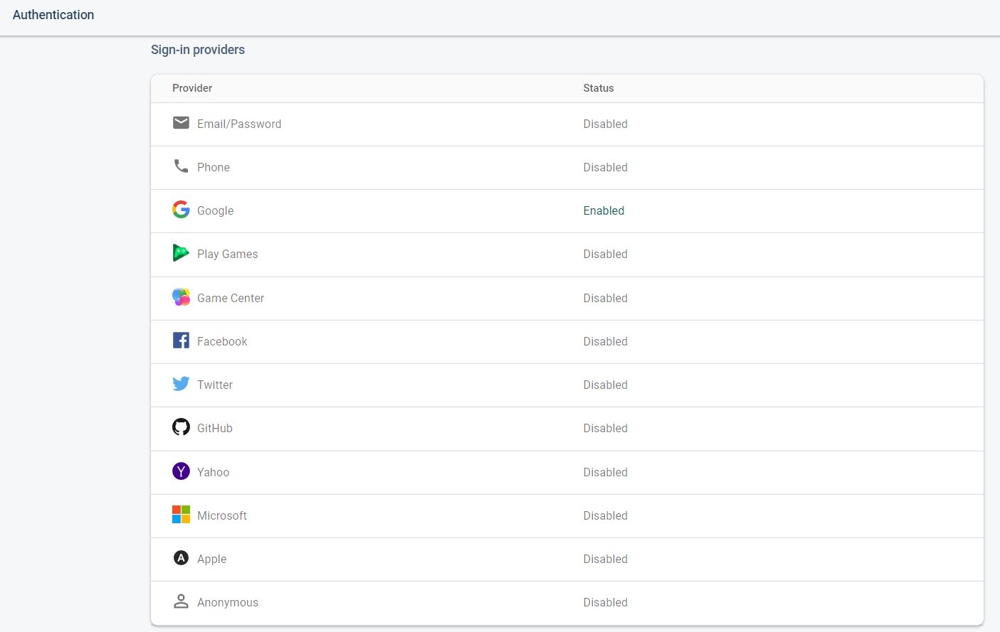 Authentication
Sign-in providers
Provider Status
Email/Password Disabled
Phone Disabled
Google Enabled
Play Games Disabled
Game Center Disabled
Facebook Disabled
Twitter Disabled
GitHub Disabled
Yahoo Disabled
Microsoft Disabled
Apple Disabled
Anonymous Disabled